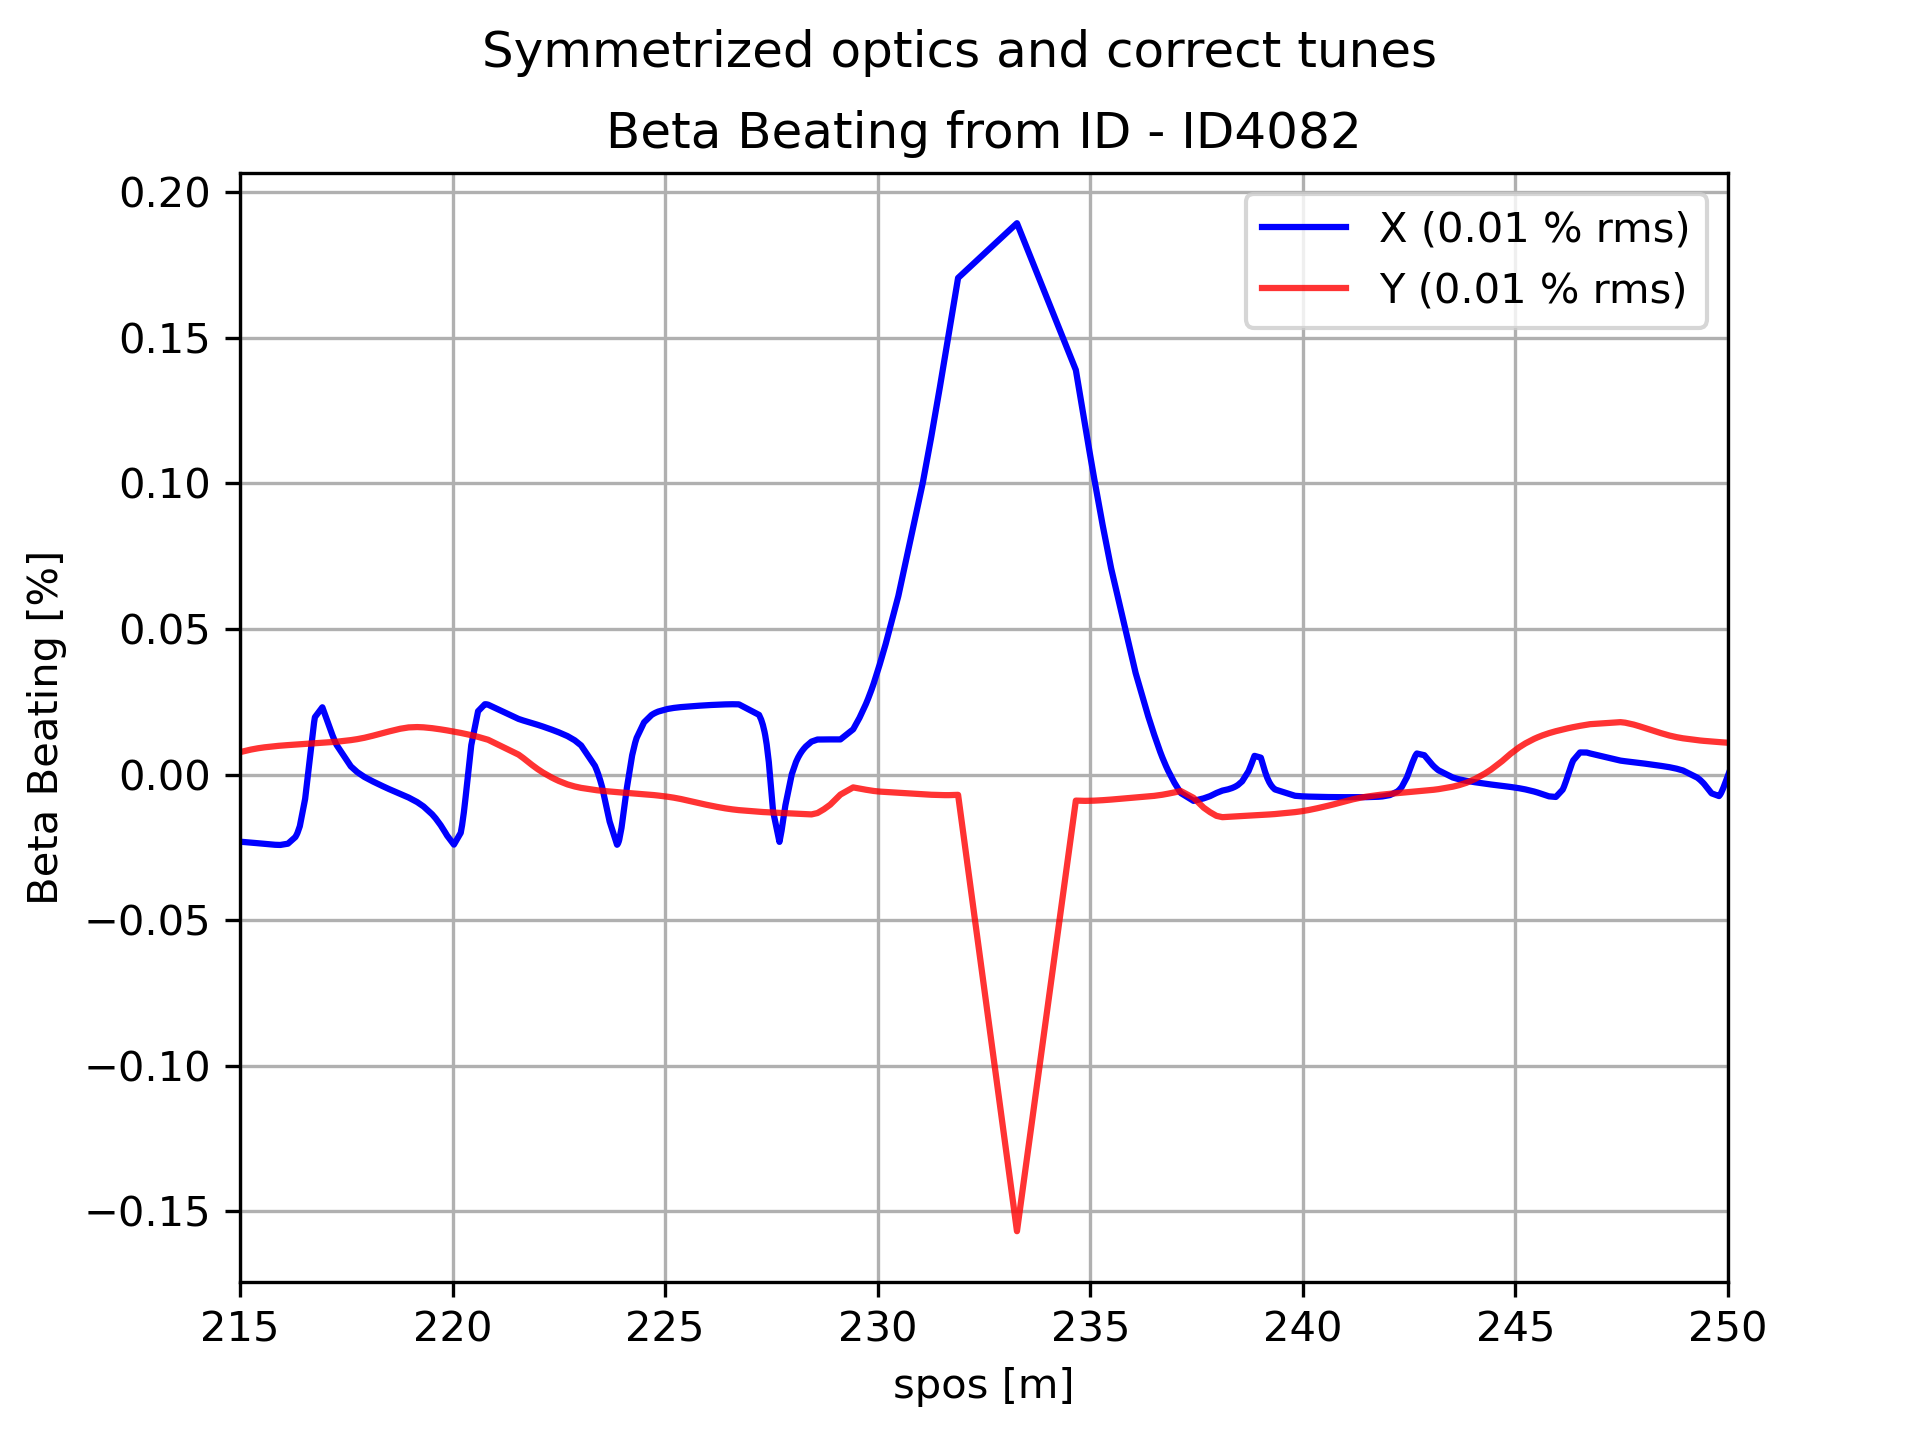 Symmetrized optics and correct tunes
Beta Beating from ID - ID4082
X (0.01 % rms)
Y (0.01 % rms)
Beta Beating [%]
0.20
0.15
0.10
0.05
0.00
−0.05
−0.10
−0.15
215 220 225 230 235 240 245 250
spos [m]